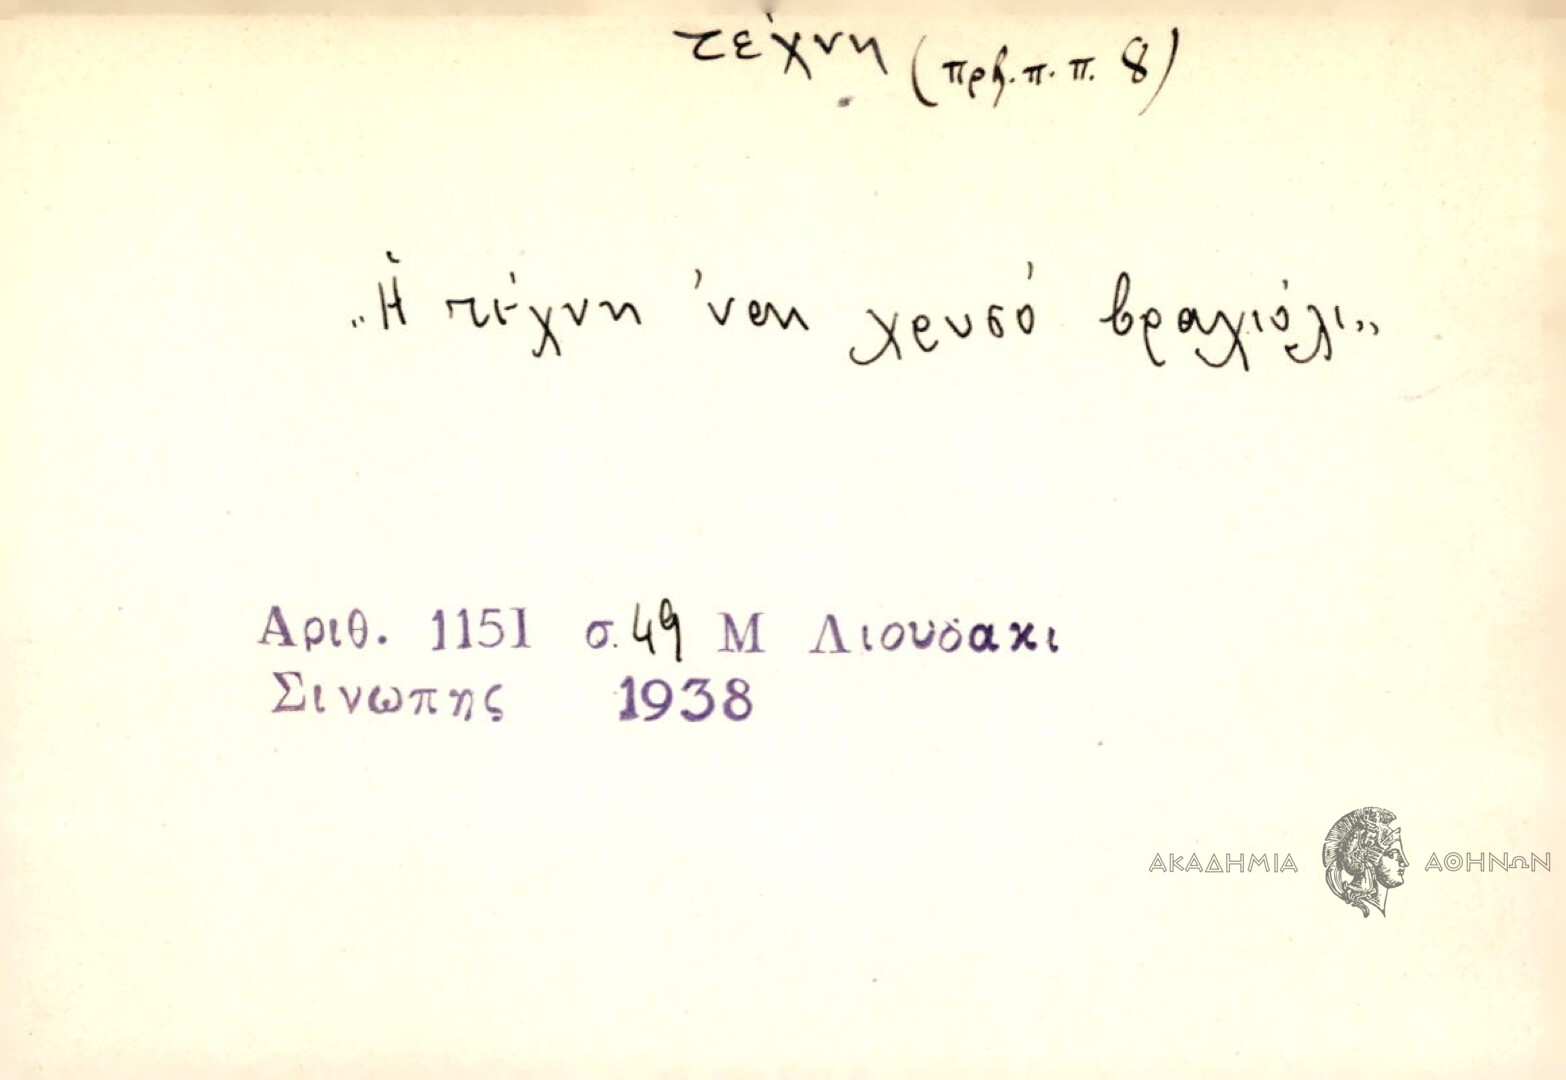 τέχνη (πρβ. π. π. 8)
„Ἡ τέχνη 'ναι χρυσό βραχιόλι„
Αριθ. 1151 σ. 49 Μ Λιουδακι
Σινωπης 1938
ΑΚΑΔΗΜΙΑ ΑΘΗΝΩΝ